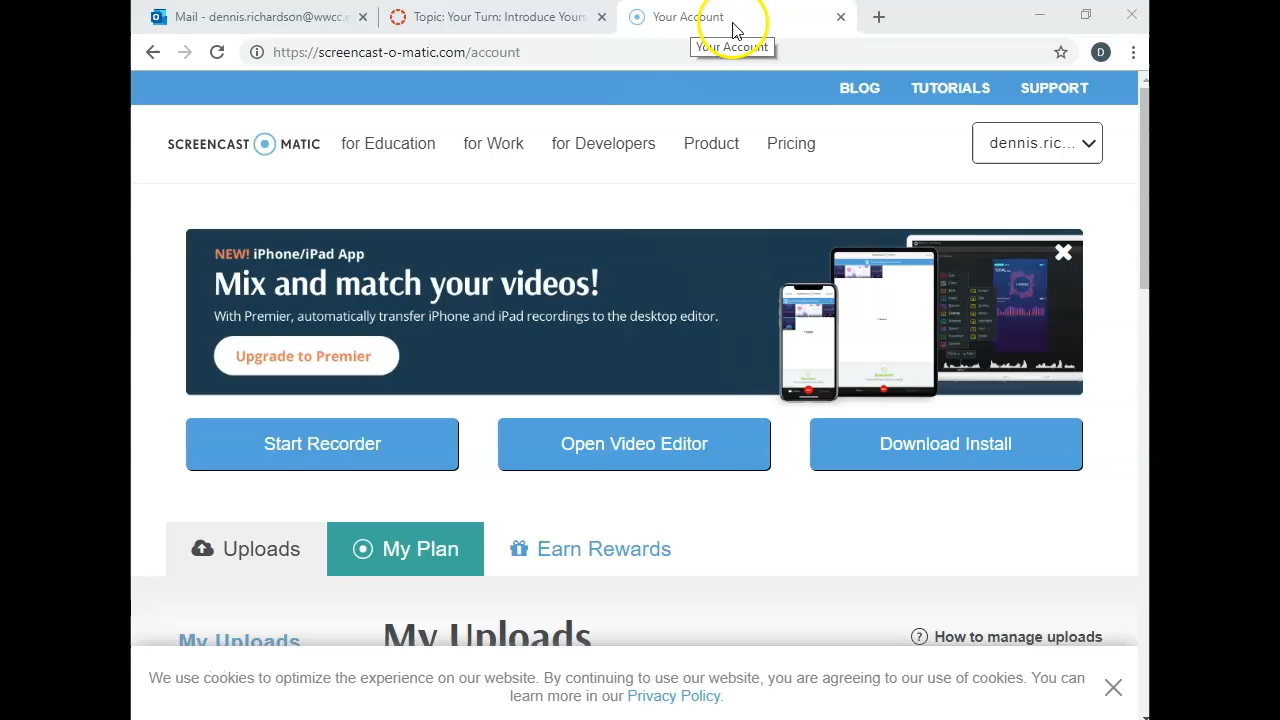 Mail - dennis.richardson@wwcc.
Topic: Your Turn: Introduce Yours
Your Account
https://screencast-o-matic.com/account
D
Your Account
BLOG TUTORIALS SUPPORT
SCREENCAST MATIC for Education for Work for Developers Product Pricing dennis.ric...
NEW! iPhone/iPad App
Mix and match your videos!
With Premier, automatically transfer iPhone and iPad recordings to the desktop editor.
Upgrade to Premier
Start Recorder Open Video Editor Download Install
Uploads My Plan Earn Rewards
My Uploads My Uploads ? How to manage uploads
We use cookies to optimize the experience on our website. By continuing to use our website, you are agreeing to our use of cookies. You can
learn more in our Privacy Policy.